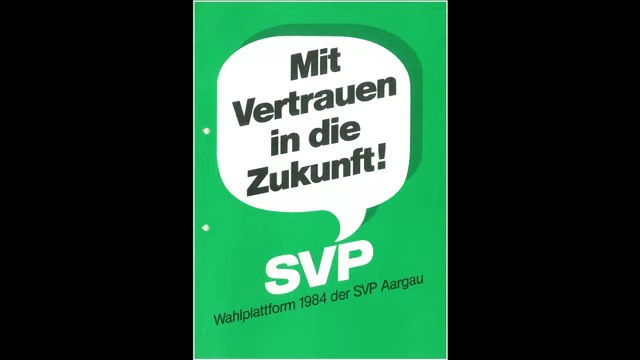 Mit
Vertrauen
in die
Zukunft!
SVP
Wahlplattform 1984 der SVP Aargau